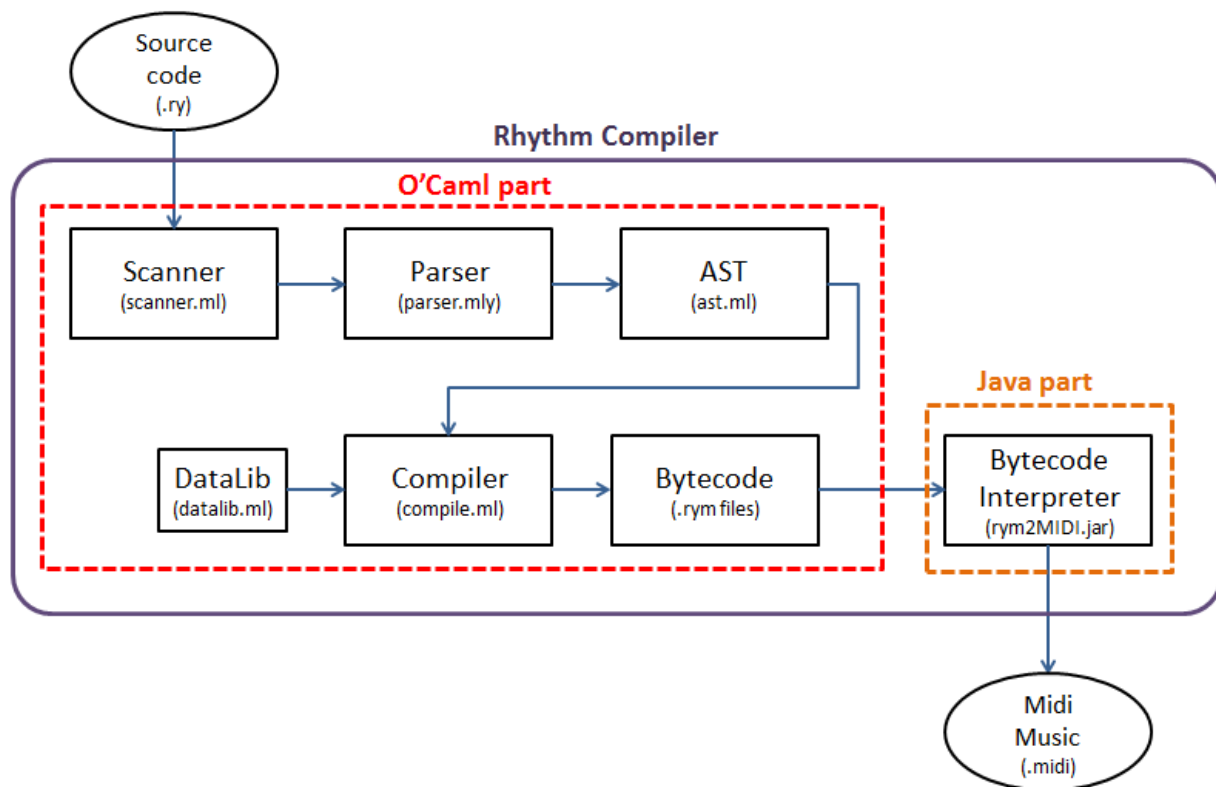 Source
code
(.ry)
Rhythm Compiler
O'Caml part
Scanner
(scanner.ml)
Parser
(parser.mly)
AST
(ast.ml)
Java part
DataLib
(datalib.ml)
Compiler
(compile.ml)
Bytecode
(.rym files)
Bytecode
Interpreter
(rym2MIDI.jar)
Midi
Music
(.midi)